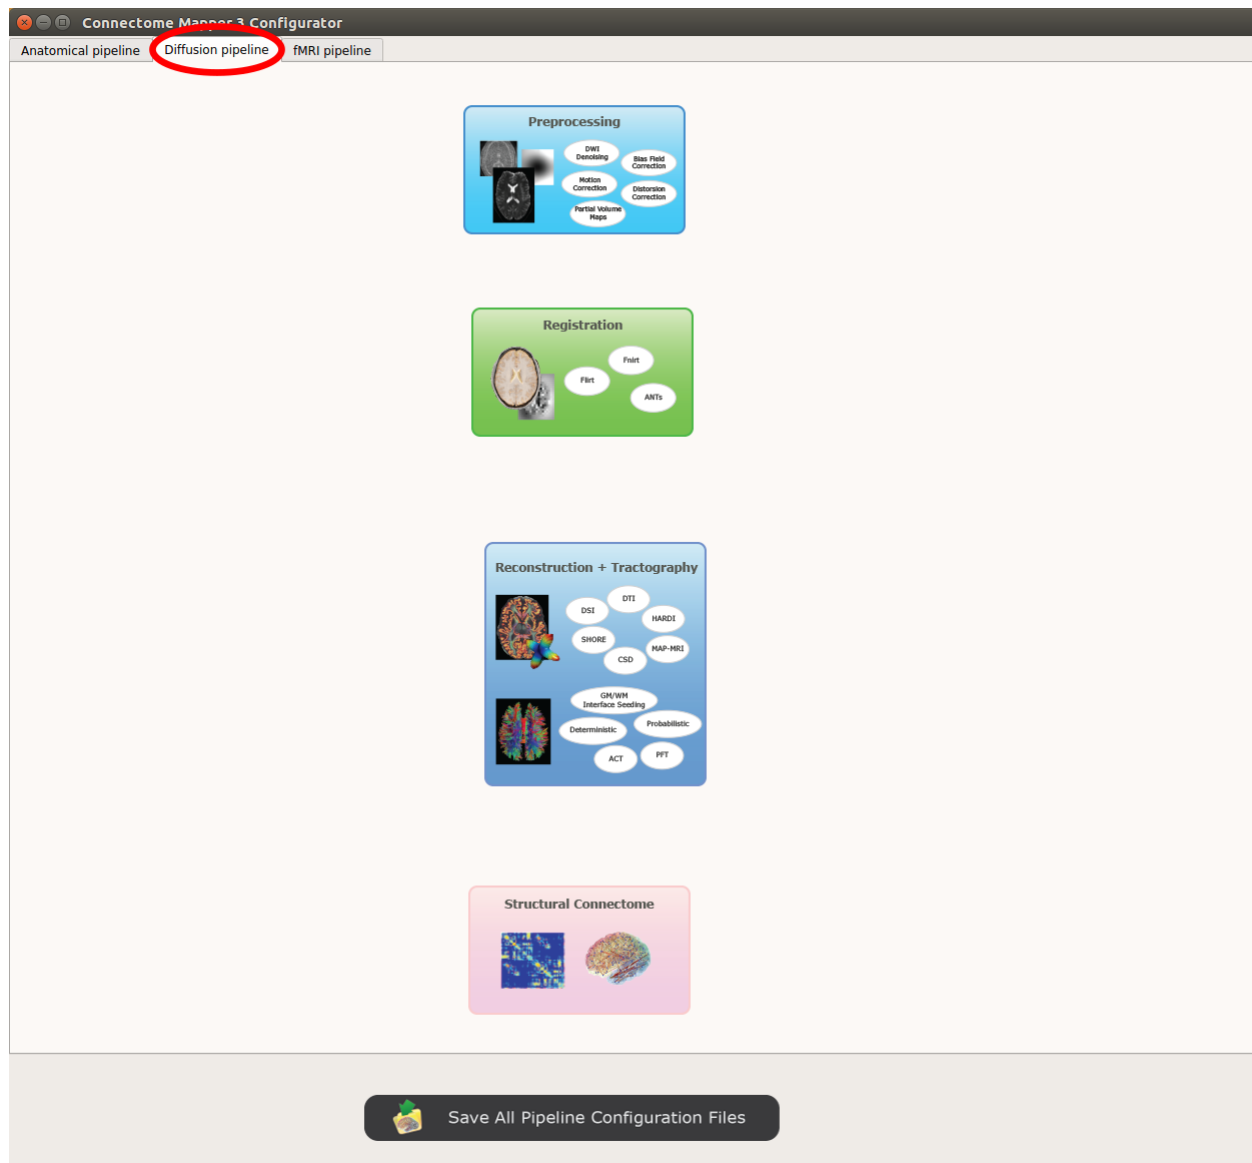 Connectome Mapper 3 Configurator
Anatomical pipeline
Diffusion pipeline
fMRI pipeline
Preprocessing
DWI
Denoising
Bias Field
Correction
Motion
Correction
Distorsion
Correction
Partial Volume
Maps
Registration
Fnirt
Flirt
ANTs
Reconstruction + Tractography
DTI
DSI
HARDI
SHORE
MAP-MRI
CSD
GM/WM
Interface Seeding
Probabilistic
Deterministic
ACT
PFT
Structural Connectome
Save All Pipeline Configuration Files